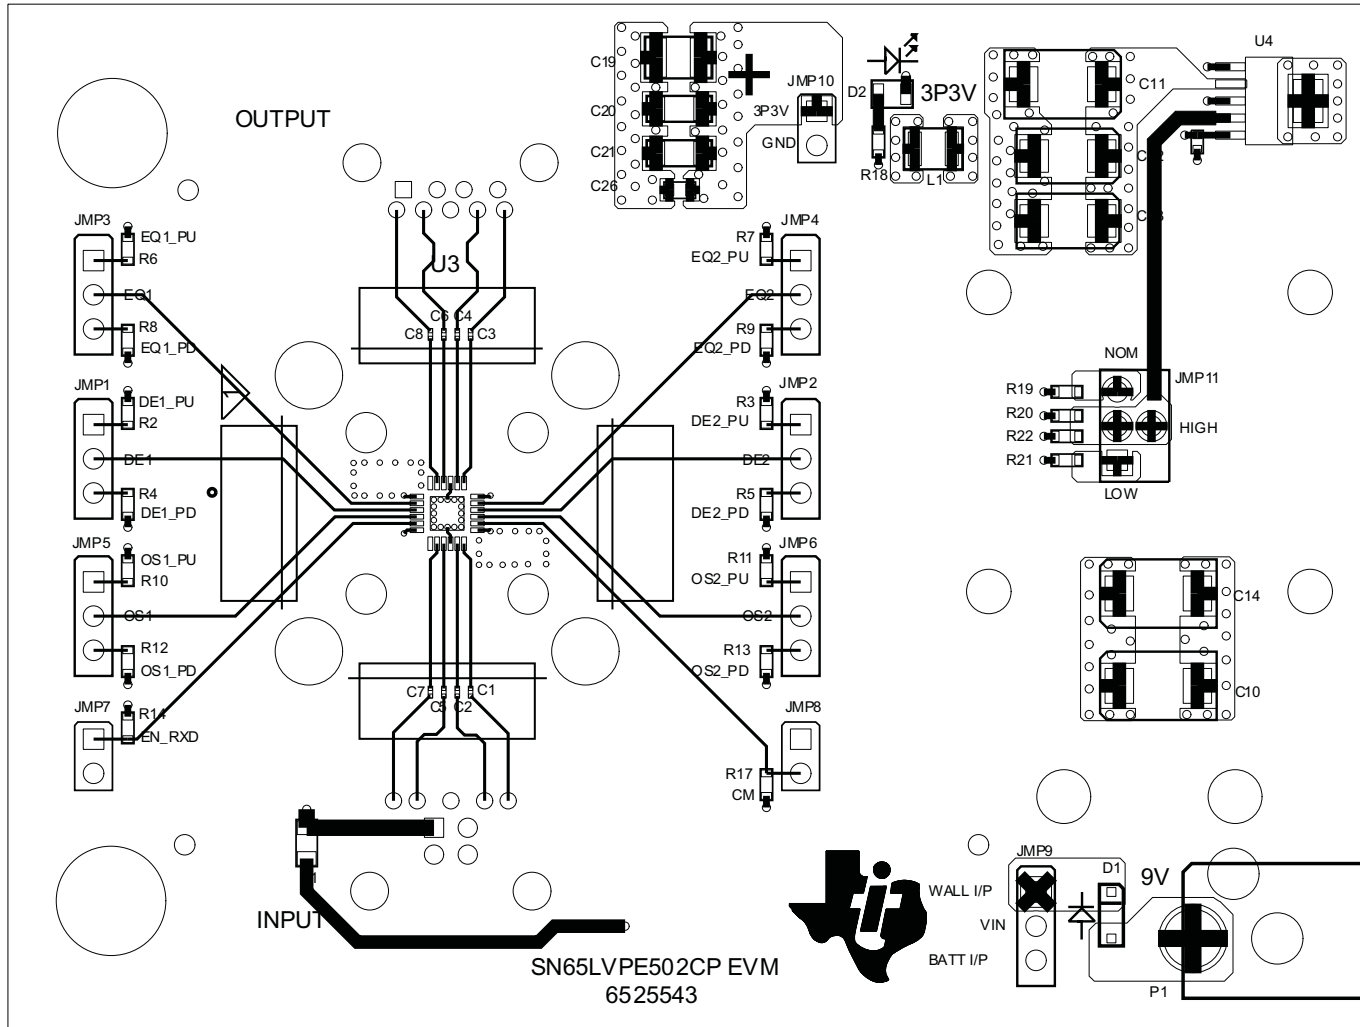 OUTPUT
C19
C20
C21
C26
JMP10
3P3V
GND
D2
3P3V
R18
L1
C11
U4
JMP3
EQ1_PU
R6
EQ1
R8
EQ1_PD
U3
C8
C6
C4
C3
R7
JMP4
EQ2_PU
EQ2
R9
EQ2_PD
JMP1
DE1_PU
R2
DE1
R4
DE1_PD
R3
JMP2
DE2_PU
DE2
R5
DE2_PD
NOM
JMP11
R19
R20
R22
R21
HIGH
LOW
JMP5
OS1_PU
R10
OS1
R12
OS1_PD
R11
JMP6
OS2_PU
OS2
R13
OS2_PD
C14
C10
JMP7
R14
EN_RXD
C7
C5
C2
C1
JMP8
R17
CM
INPUT
JMP9
WALL I/P
VIN
BATT I/P
D1
9V
P1
SN65LVPE502CP EVM
6525543